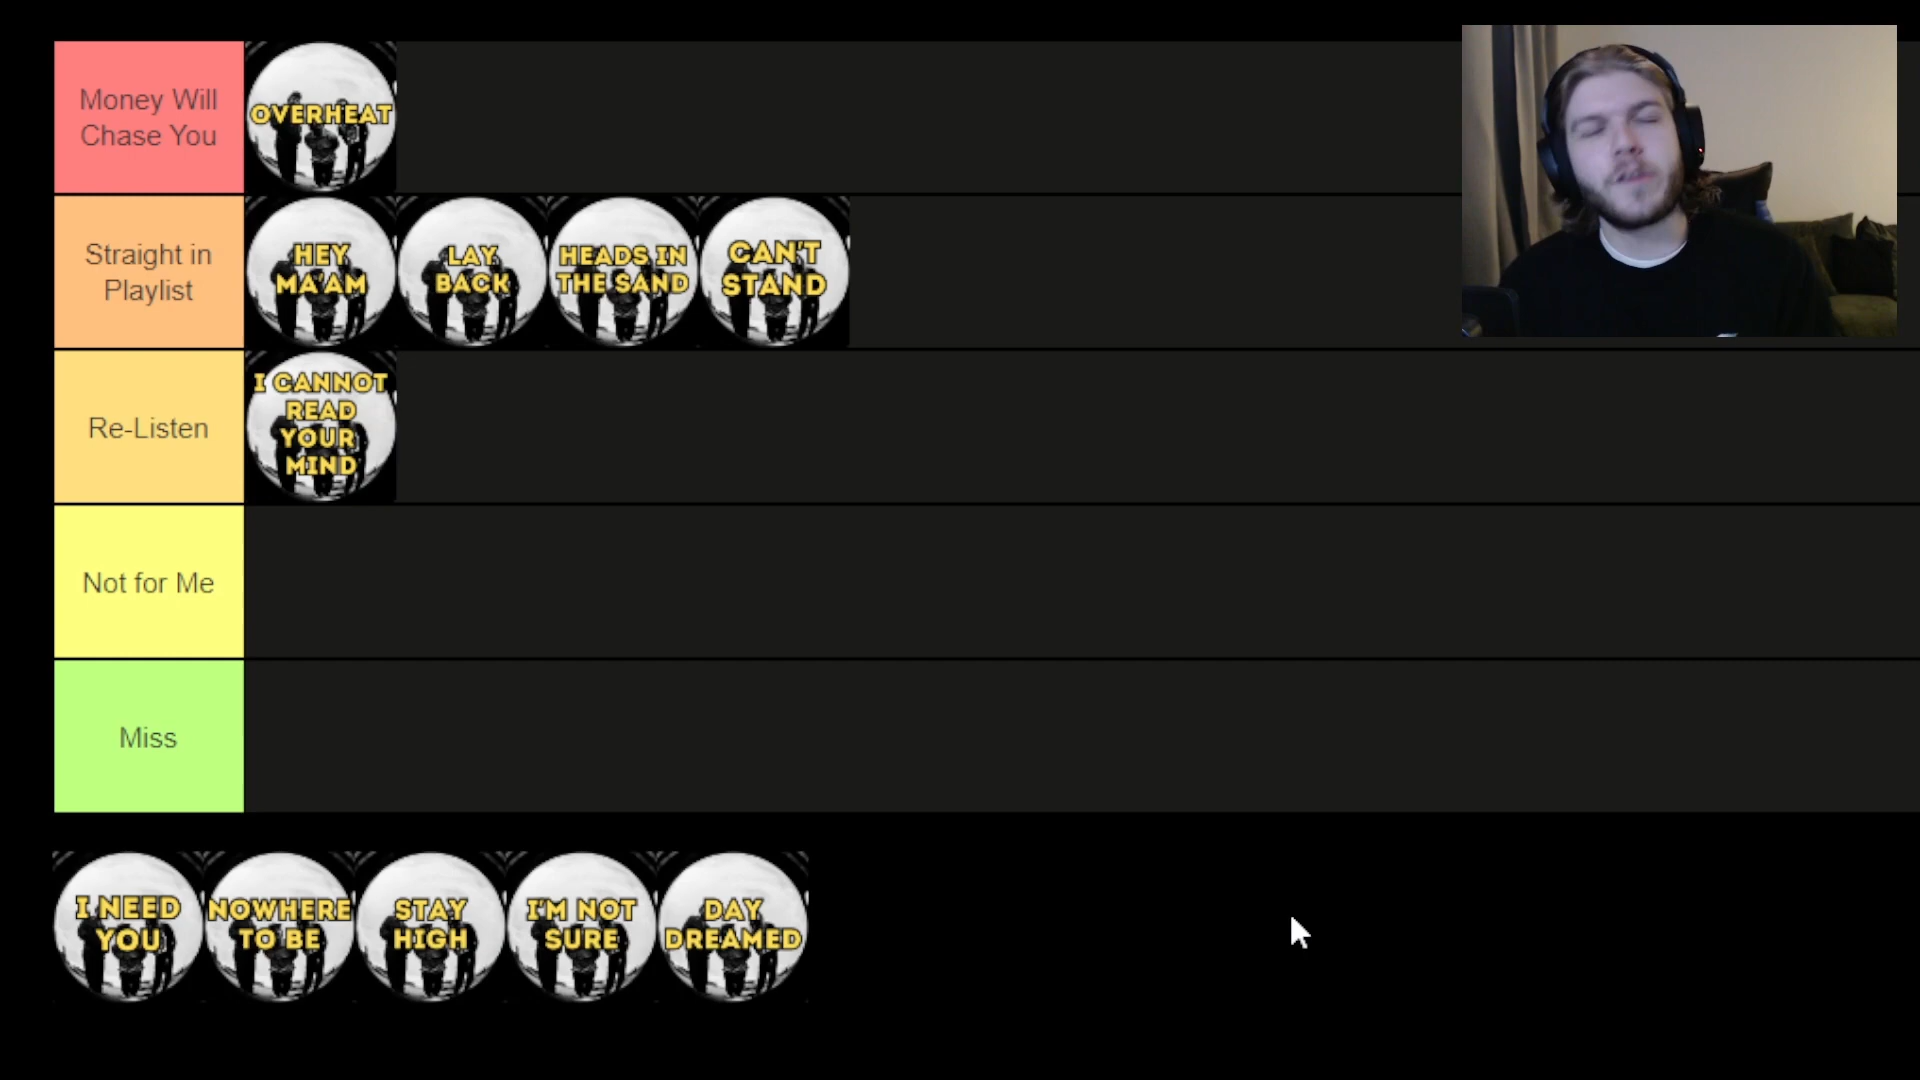 Money Will
Chase You
OVERHEAT
Straight in
Playlist
HEY
MA'AM
LAY
BACK
HEADS IN
THE SAND
CAN'T
STAND
Re-Listen
I CANNOT
READ
YOUR
MIND
Not for Me
Miss
I NEED
YOU
NOWHERE
TO BE
STAY
HIGH
I'M NOT
SURE
DAY
DREAMED